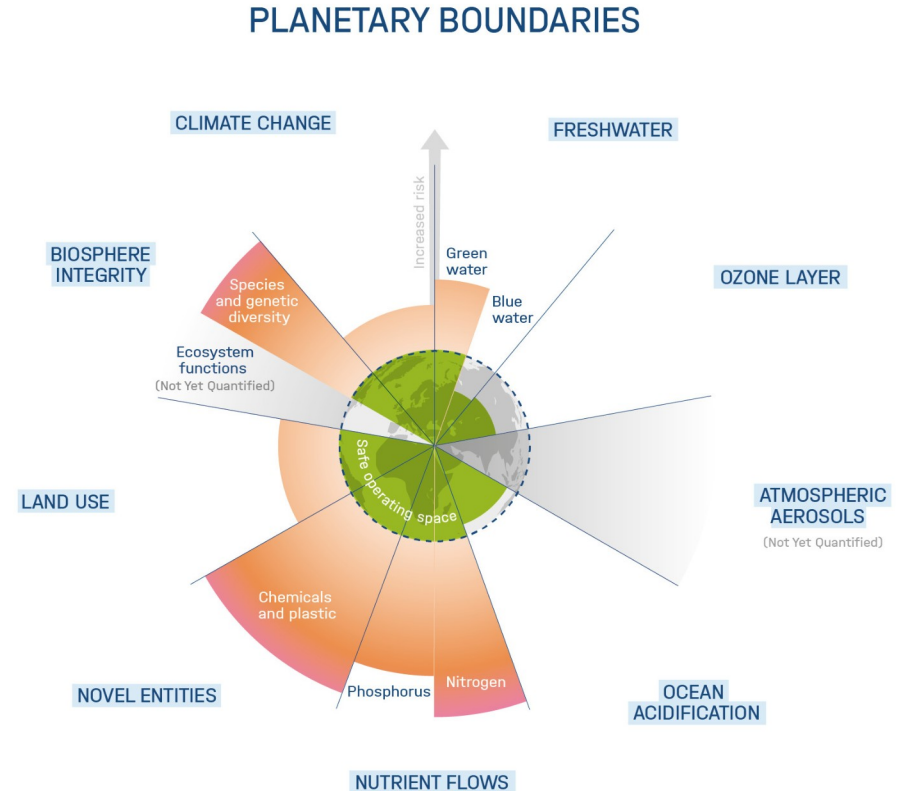 PLANETARY BOUNDARIES
CLIMATE CHANGE
FRESHWATER
Increased risk
Green
water
Blue
water
BIOSPHERE
INTEGRITY
OZONE LAYER
Species
and genetic
diversity
Ecosystem
functions
(Not Yet Quantified)
Safe operating space
LAND USE
ATMOSPHERIC
AEROSOLS
(Not Yet Quantified)
Chemicals
and plastic
NOVEL ENTITIES
Phosphorus
Nitrogen
OCEAN
ACIDIFICATION
NUTRIENT FLOWS